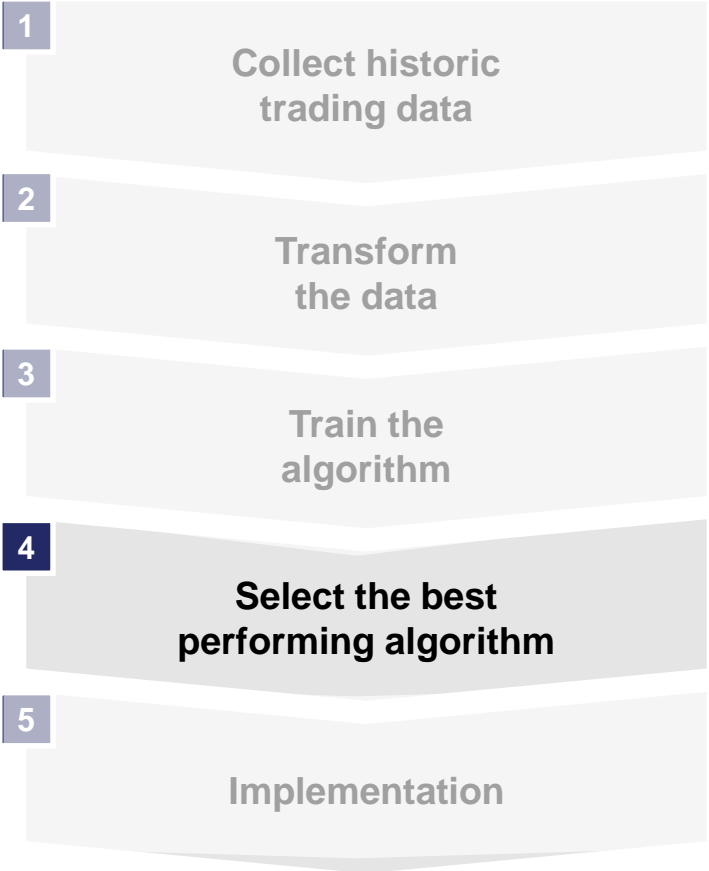 1
Collect historic
trading data
2
Transform
the data
3
Train the
algorithm
4
Select the best
performing algorithm
5
Implementation